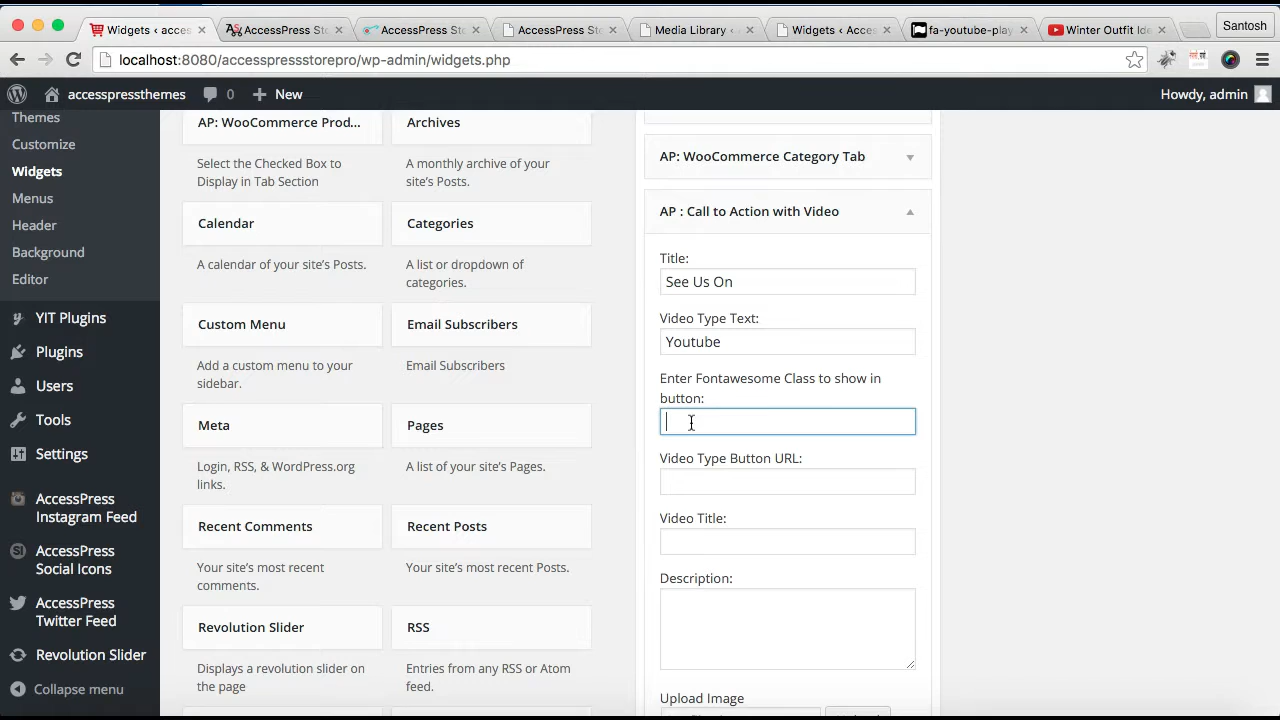 Widgets ‹ acces
AccessPress Sto
AccessPress St
AccessPress Sto
Media Library ‹ A
Widgets ‹ Acces
fa-youtube-play
Winter Outfit Ide
Santosh
localhost:8080/accesspressstorepro/wp-admin/widgets.php
accesspressthemes
0
New
Howdy, admin
Themes
Customize
Widgets
Menus
Header
Background
Editor
YIT Plugins
Plugins
Users
Tools
Settings
AccessPress
Instagram Feed
AccessPress
Social Icons
AccessPress
Twitter Feed
Revolution Slider
Collapse menu
AP: WooCommerce Prod...
Select the Checked Box to
Display in Tab Section
Archives
A monthly archive of your
site's Posts.
Calendar
A calendar of your site's Posts.
Categories
A list or dropdown of
categories.
Custom Menu
Add a custom menu to your
sidebar.
Email Subscribers
Email Subscribers
Meta
Login, RSS, & WordPress.org
links.
Pages
A list of your site's Pages.
Recent Comments
Your site's most recent
comments.
Recent Posts
Your site's most recent Posts.
Revolution Slider
Displays a revolution slider on
the page
RSS
Entries from any RSS or Atom
feed.
AP: WooCommerce Category Tab
AP : Call to Action with Video
Title:
See Us On
Video Type Text:
Youtube
Enter Fontawesome Class to show in
button:
Video Type Button URL:
Video Title:
Description:
Upload Image